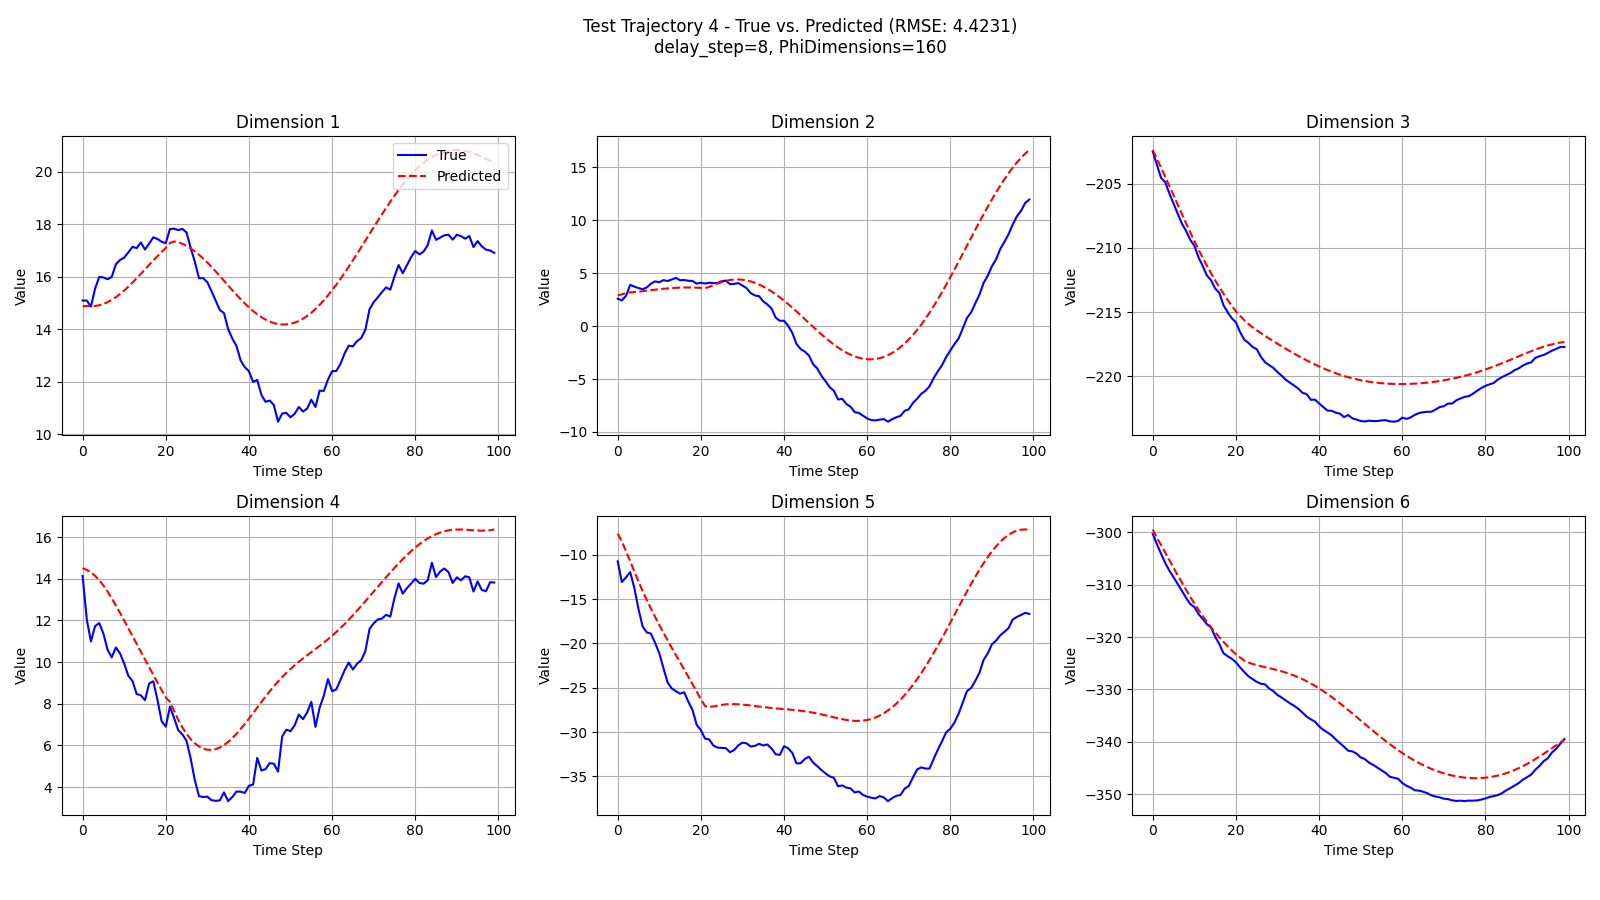 Test Trajectory 4 - True vs. Predicted (RMSE: 4.4231)
delay_step=8, PhiDimensions=160
Dimension 1
Value
20
18
16
14
12
10
0 20 40 60 80 100
Time Step
True
Predicted
Dimension 2
Value
15
10
5
0
−5
−10
0 20 40 60 80 100
Time Step
Dimension 3
Value
−205
−210
−215
−220
0 20 40 60 80 100
Time Step
Dimension 4
Value
16
14
12
10
8
6
4
0 20 40 60 80 100
Time Step
Dimension 5
Value
−10
−15
−20
−25
−30
−35
0 20 40 60 80 100
Time Step
Dimension 6
Value
−300
−310
−320
−330
−340
−350
0 20 40 60 80 100
Time Step